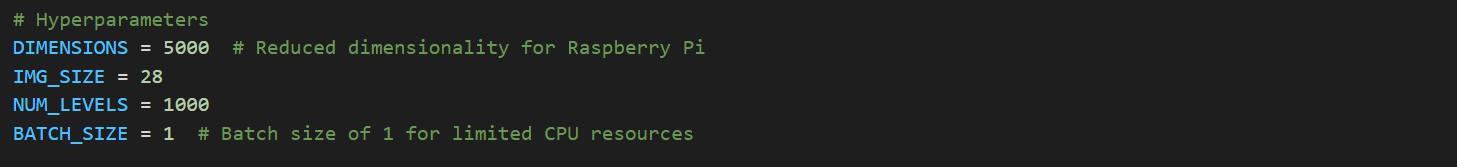 # Hyperparameters
DIMENSIONS = 5000  # Reduced dimensionality for Raspberry Pi
IMG_SIZE = 28
NUM_LEVELS = 1000
BATCH_SIZE = 1  # Batch size of 1 for limited CPU resources